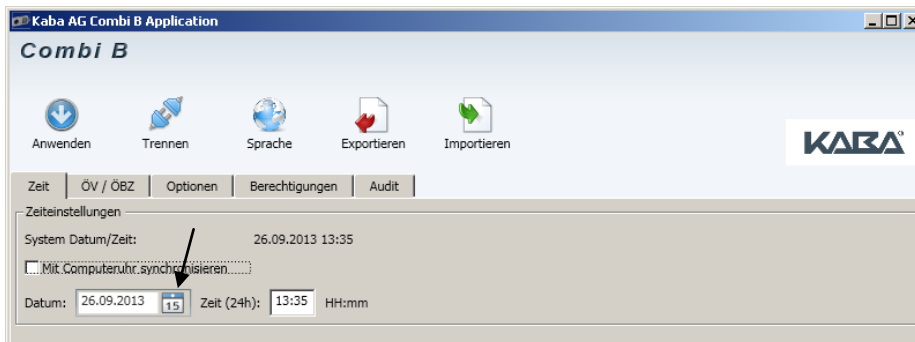 Kaba AG Combi B Application
Combi B
Anwenden Trennen Sprache Exportieren Importieren
KABA®
Zeit ÖV / ÖBZ Optionen Berechtigungen Audit
Zeiteinstellungen
System Datum/Zeit: 26.09.2013 13:35
Mit Computeruhr synchronisieren
Datum: 26.09.2013 15 Zeit (24h): 13:35 HH:mm